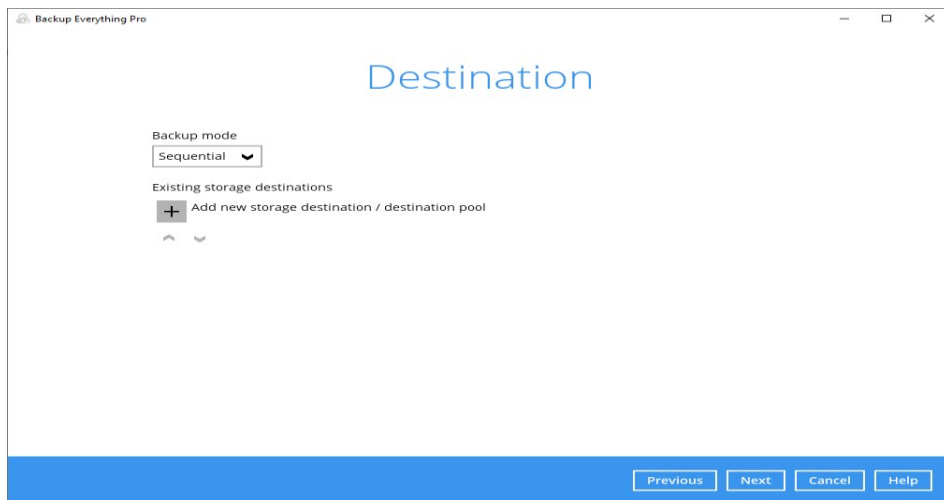 Backup Everything Pro
Destination
Backup mode
Sequential
Existing storage destinations
Add new storage destination / destination pool
Previous Next Cancel Help